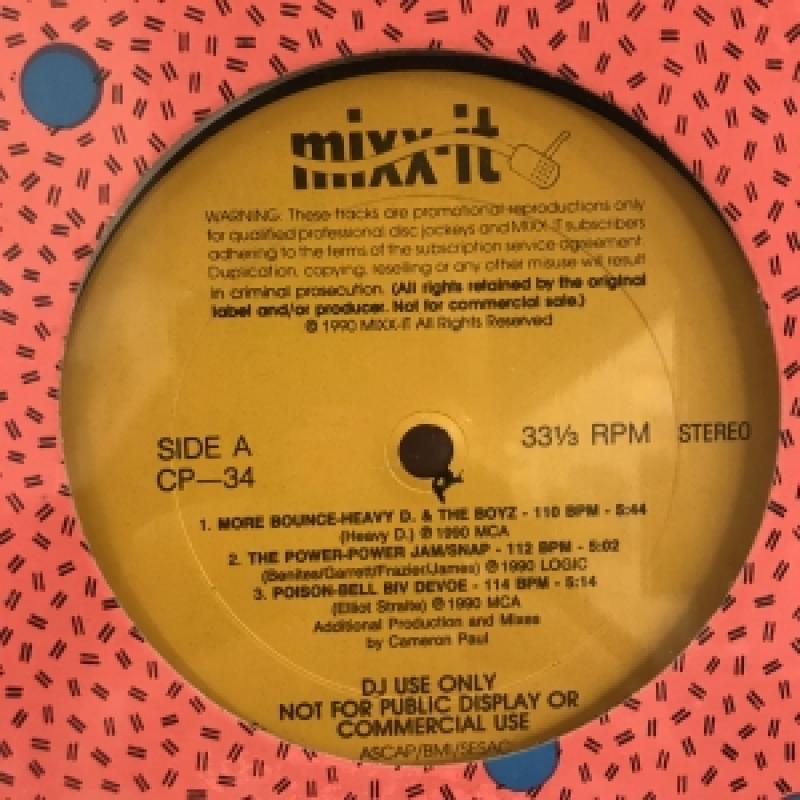 mixx-it
WARNING: These tracks are promotional reproductions only
for qualified professional disc jockeys and MIXX-IT subscribers
adhering to the terms of the subscription service agreement.
Duplication, copying, reselling or any other misuse will result
in criminal prosecution. (All rights retained by the original
label and/or producer. Not for commercial sale.)
℗ 1990 MIXX-IT All Rights Reserved
SIDE A
CP—34
33⅓ RPM STEREO
1. MORE BOUNCE-HEAVY D. & THE BOYZ - 110 BPM - 5:44
(Heavy D.) ℗ 1990 MCA
2. THE POWER-POWER JAM/SNAP - 112 BPM - 5:02
(Benites/Garrett/Frazier/James) ℗ 1990 LOGIC
3. POISON-BELL BIV DEVOE - 114 BPM - 5:14
(Elliot Straite) ℗ 1990 MCA
Additional Production and Mixes
by Cameron Paul
DJ USE ONLY
NOT FOR PUBLIC DISPLAY OR
COMMERCIAL USE
ASCAP/BMI/SESAC